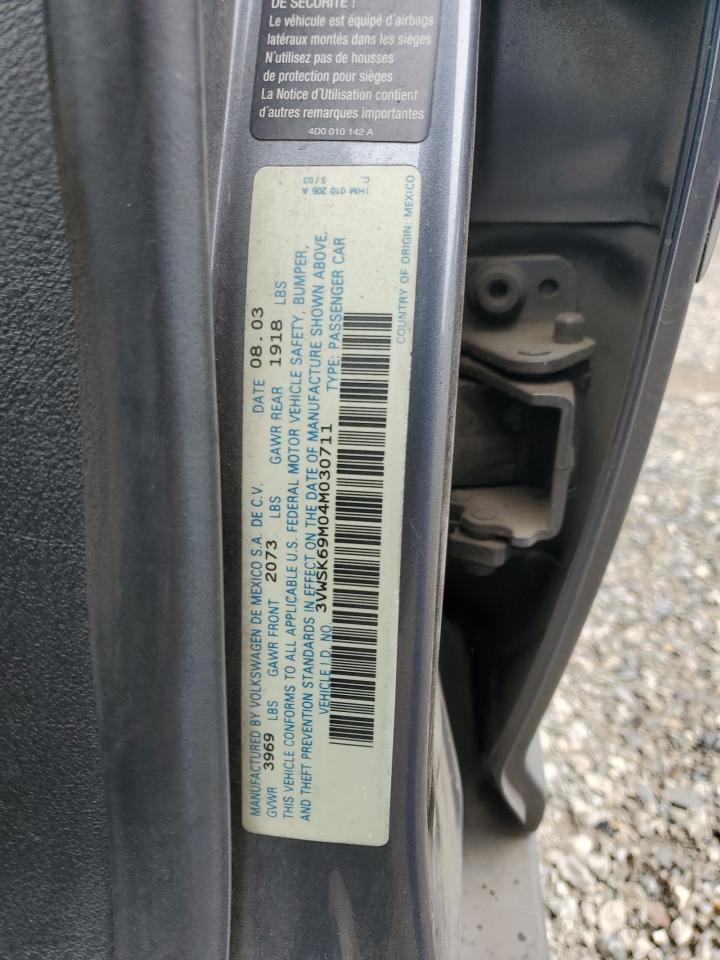 DE SÉCURITÉ !
Le véhicule est équipé d'airbags
latéraux montés dans les sièges
N'utilisez pas de housses
de protection pour sièges
La Notice d'Utilisation contient
d'autres remarques importantes
4D0 010 142 A
MANUFACTURED BY VOLKSWAGEN DE MEXICO S.A. DE C.V. DATE 08.03
GVWR 3969 LBS GAWR FRONT 2073 LBS GAWR REAR 1918 LBS
THIS VEHICLE CONFORMS TO ALL APPLICABLE U.S. FEDERAL MOTOR VEHICLE SAFETY, BUMPER,
AND THEFT PREVENTION STANDARDS IN EFFECT ON THE DATE OF MANUFACTURE SHOWN ABOVE.
VEHICLE I.D. NO. 3VWSK69M04M030711 TYPE: PASSENGER CAR
COUNTRY OF ORIGIN: MEXICO
1HM 010 205 A
5/03